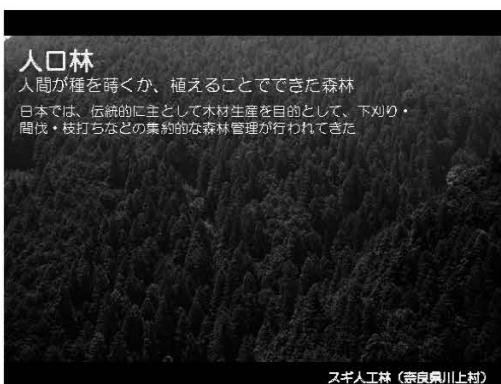 人口林
人間が種を蒔くか、植えることでできた森林
日本では、伝統的に主として木材生産を目的として、下刈り・
間伐・枝打ちなどの集約的な森林管理が行われてきた
スギ人工林（奈良県川上村）